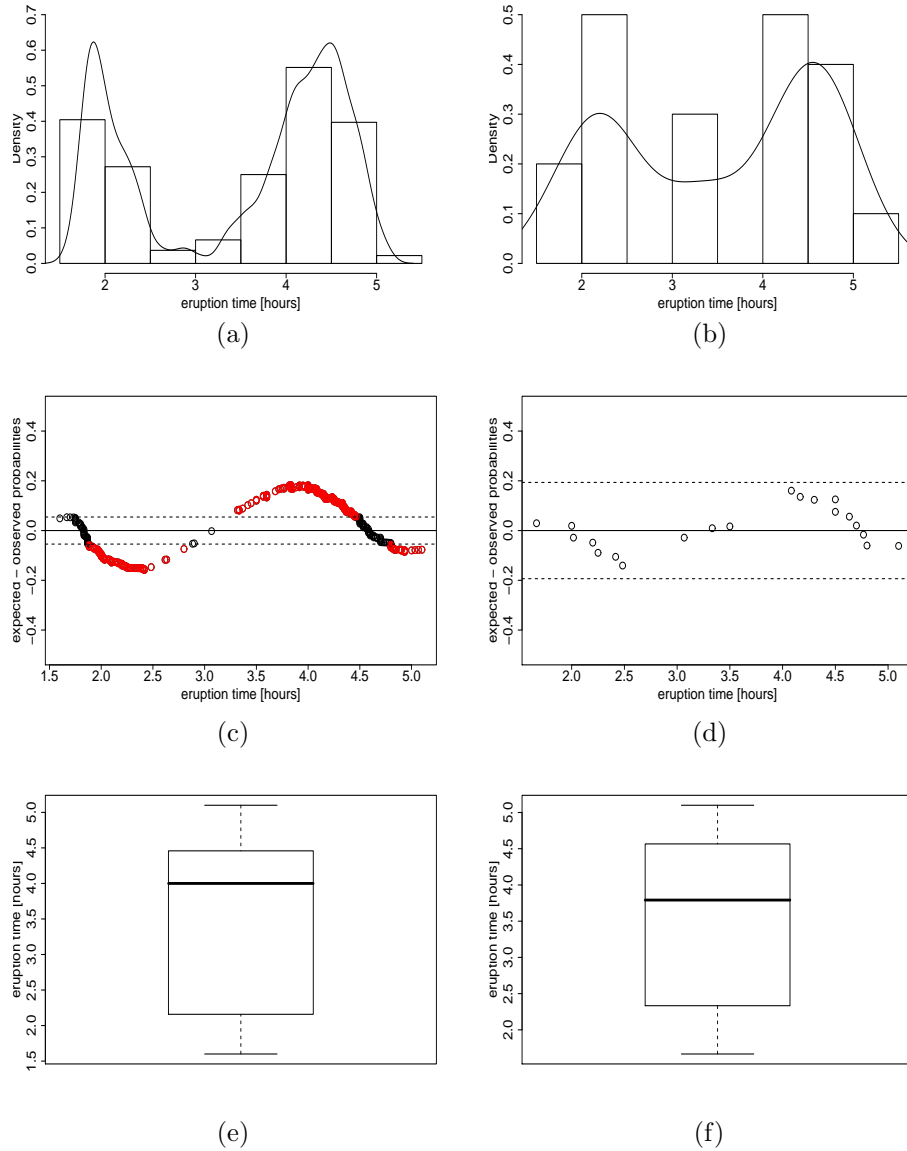 0.0 0.1 0.2 0.3 0.4 0.5 0.6 0.7
Density
2 3 4 5
eruption time [hours]
(a)
0.0 0.1 0.2 0.3 0.4 0.5
Density
2 3 4 5
eruption time [hours]
(b)
−0.4 −0.2 0.0 0.2 0.4
expected − observed probabilities
1.5 2.0 2.5 3.0 3.5 4.0 4.5 5.0
eruption time [hours]
(c)
−0.4 −0.2 0.0 0.2 0.4
expected − observed probabilities
2.0 2.5 3.0 3.5 4.0 4.5 5.0
eruption time [hours]
(d)
1.5 2.0 2.5 3.0 3.5 4.0 4.5 5.0
eruption time [hours]
(e)
2.0 2.5 3.0 3.5 4.0 4.5 5.0
eruption time [hours]
(f)